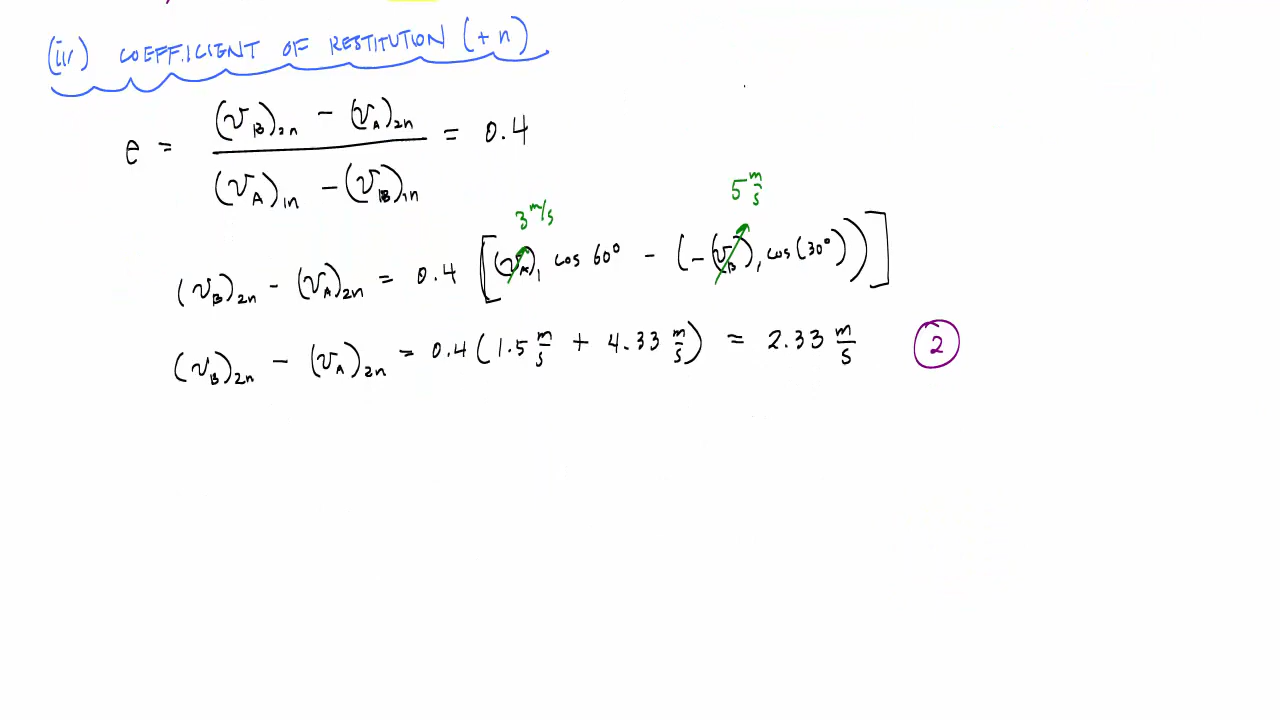 (iii) COEFFICIENT OF RESTITUTION (+n)
e = ((v_B)_2n − (v_A)_2n) / ((v_A)_1n − (v_B)_1n) = 0.4
3 m/s 5 m/s
(v_B)_2n − (v_A)_2n = 0.4 [(v_A)_1 cos 60° − (−(v_B)_1 cos(30°))]
(v_B)_2n − (v_A)_2n = 0.4 (1.5 m/s + 4.33 m/s) = 2.33 m/s 2